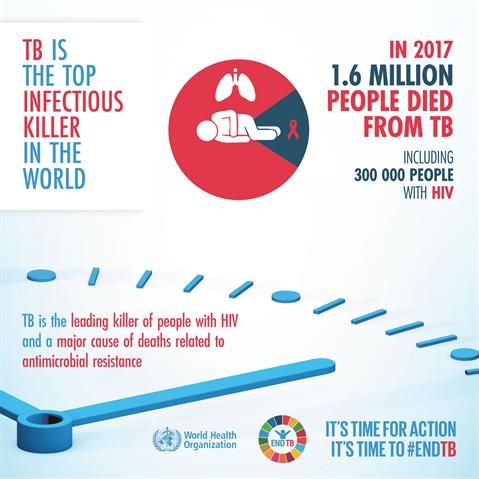 TB IS
THE TOP
INFECTIOUS
KILLER
IN THE
WORLD
IN 2017
1.6 MILLION
PEOPLE DIED
FROM TB
INCLUDING
300 000 PEOPLE
WITH HIV
TB is the leading killer of people with HIV
and a major cause of deaths related to
antimicrobial resistance
World Health
Organization
END TB
IT'S TIME FOR ACTION
IT'S TIME TO #ENDTB